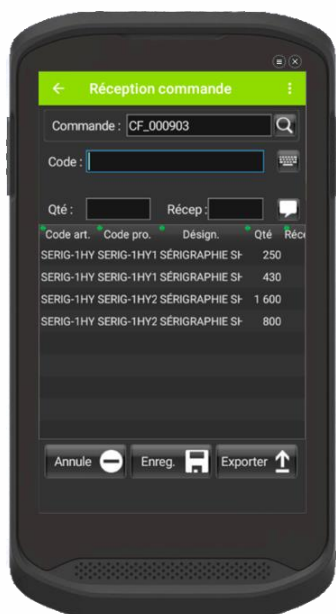 Réception commande
Commande : CF_000903
Code :
Qté : Récep :
Code art. Code pro. Désign. Qté Réce
SERIG-1HY SERIG-1HY1 SÉRIGRAPHIE SH 250
SERIG-1HY SERIG-1HY1 SÉRIGRAPHIE SH 430
SERIG-1HY SERIG-1HY2 SÉRIGRAPHIE SH 1 600
SERIG-1HY SERIG-1HY2 SÉRIGRAPHIE SH 800
Annule Enreg. Exporter